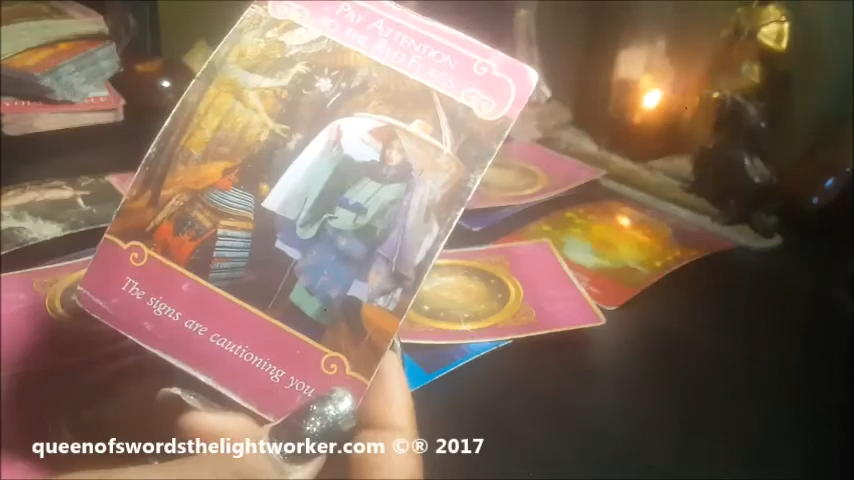 PAY ATTENTION
TO THE RED FLAGS
The signs are cautioning you
queenofswordsthelightworker.com ©® 2017